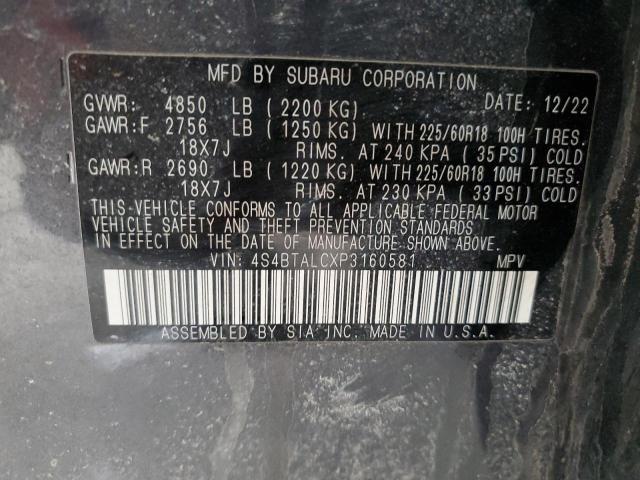 MFD BY SUBARU CORPORATION
GVWR: 4850 LB (2200 KG) DATE: 12/22
GAWR:F 2756 LB (1250 KG) WITH 225/60R18 100H TIRES.
18X7J RIMS. AT 240 KPA (35 PSI) COLD
GAWR:R 2690 LB (1220 KG) WITH 225/60R18 100H TIRES.
18X7J RIMS. AT 230 KPA (33 PSI) COLD
THIS VEHICLE CONFORMS TO ALL APPLICABLE FEDERAL MOTOR
VEHICLE SAFETY AND THEFT PREVENTION STANDARDS
IN EFFECT ON THE DATE OF MANUFACTURE SHOWN ABOVE.
VIN: 4S4BTALCXP3160581 MPV
ASSEMBLED BY SIA INC. MADE IN U.S.A.